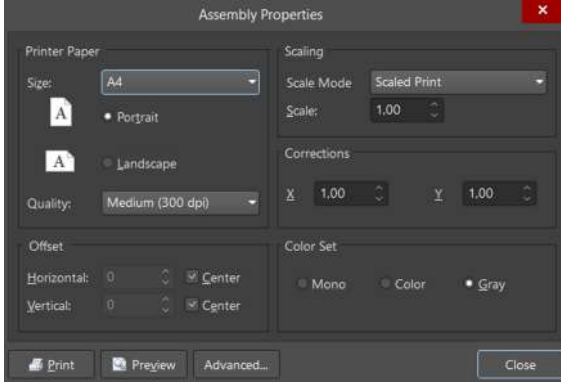 Assembly Properties
Printer Paper
Size: A4
A Portrait
A Landscape
Quality: Medium (300 dpi)
Scaling
Scale Mode Scaled Print
Scale: 1.00
Corrections
X 1,00 Y 1,00
Offset
Horizontal: 0 Center
Vertical: 0 Center
Color Set
Mono Color Gray
Print Preview Advanced... Close